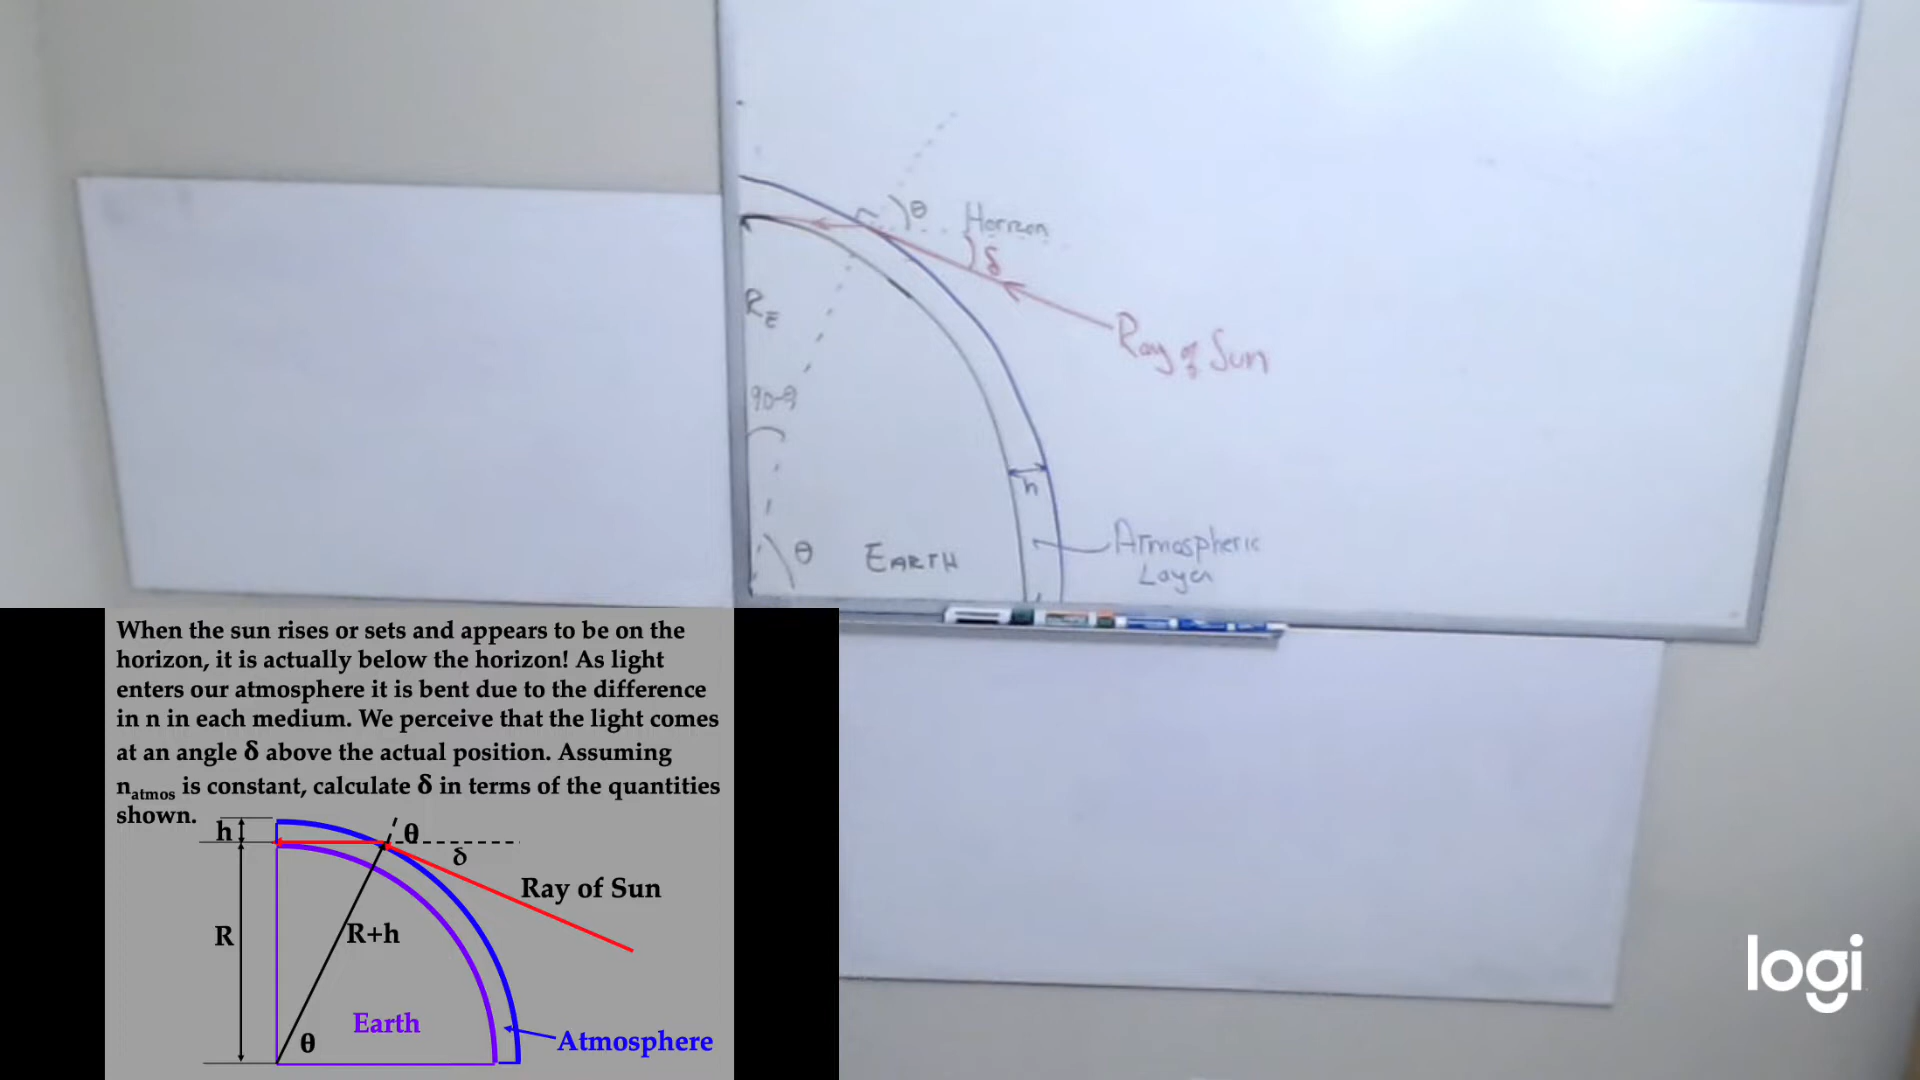 θ
Horizon
δ
R_E
Ray of Sun
90-θ
h
θ
EARTH
Atmospheric
Layer
When the sun rises or sets and appears to be on the
horizon, it is actually below the horizon! As light
enters our atmosphere it is bent due to the difference
in n in each medium. We perceive that the light comes
at an angle δ above the actual position. Assuming
n_atmos is constant, calculate δ in terms of the quantities
shown.
h
θ
δ
Ray of Sun
R
R+h
Earth
θ
Atmosphere
logi